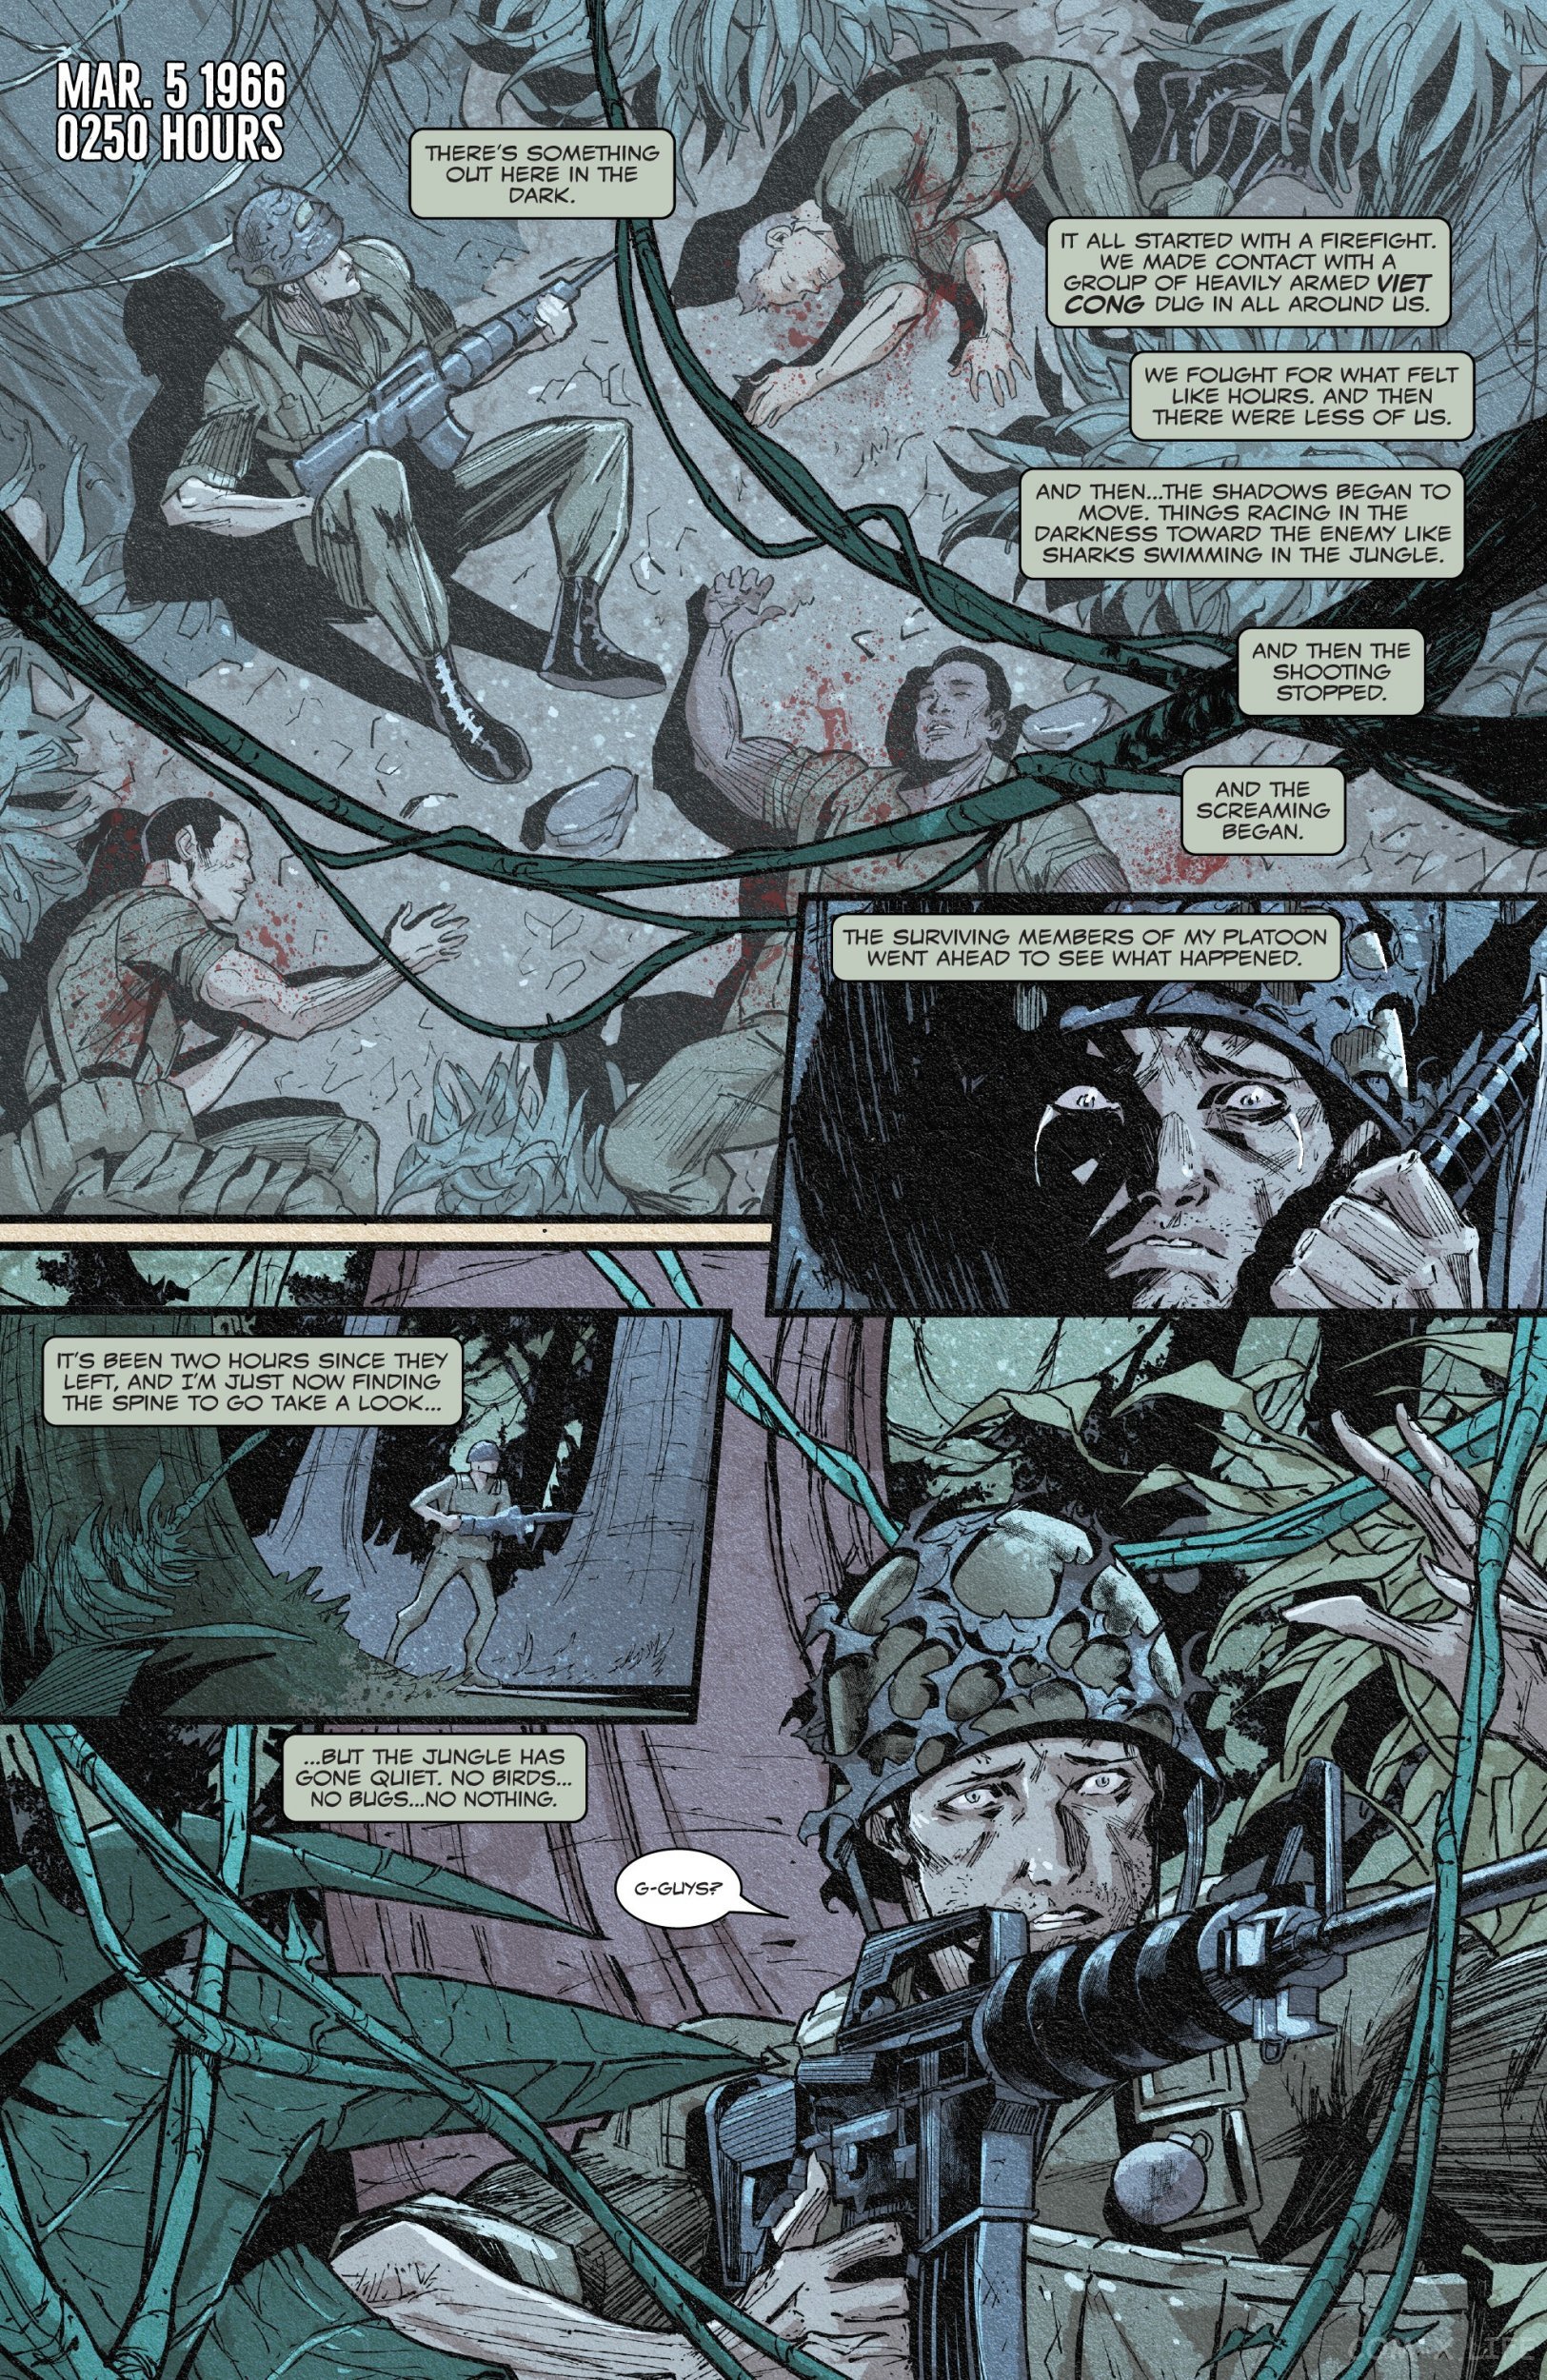 MAR. 5 1966
0250 HOURS
THERE'S SOMETHING
OUT HERE IN THE
DARK.
IT ALL STARTED WITH A FIREFIGHT.
WE MADE CONTACT WITH A
GROUP OF HEAVILY ARMED VIET
CONG DUG IN ALL AROUND US.
WE FOUGHT FOR WHAT FELT
LIKE HOURS. AND THEN
THERE WERE LESS OF US.
AND THEN...THE SHADOWS BEGAN TO
MOVE. THINGS RACING IN THE
DARKNESS TOWARD THE ENEMY LIKE
SHARKS SWIMMING IN THE JUNGLE.
AND THEN THE
SHOOTING
STOPPED.
AND THE
SCREAMING
BEGAN.
THE SURVIVING MEMBERS OF MY PLATOON
WENT AHEAD TO SEE WHAT HAPPENED.
IT'S BEEN TWO HOURS SINCE THEY
LEFT, AND I'M JUST NOW FINDING
THE SPINE TO GO TAKE A LOOK...
...BUT THE JUNGLE HAS
GONE QUIET. NO BIRDS...
NO BUGS...NO NOTHING.
G-GUYS?
COMIX LIFE